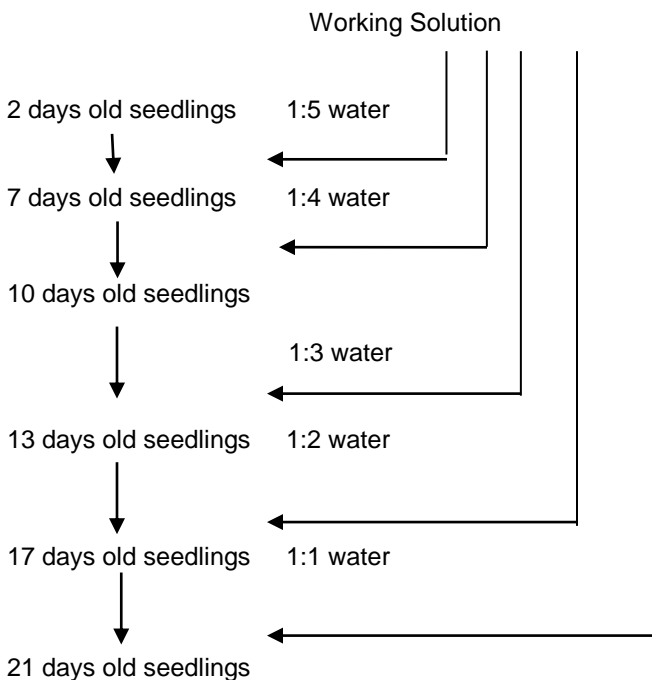 Working Solution
2 days old seedlings 1:5 water
7 days old seedlings 1:4 water
10 days old seedlings
1:3 water
13 days old seedlings 1:2 water
17 days old seedlings 1:1 water
21 days old seedlings